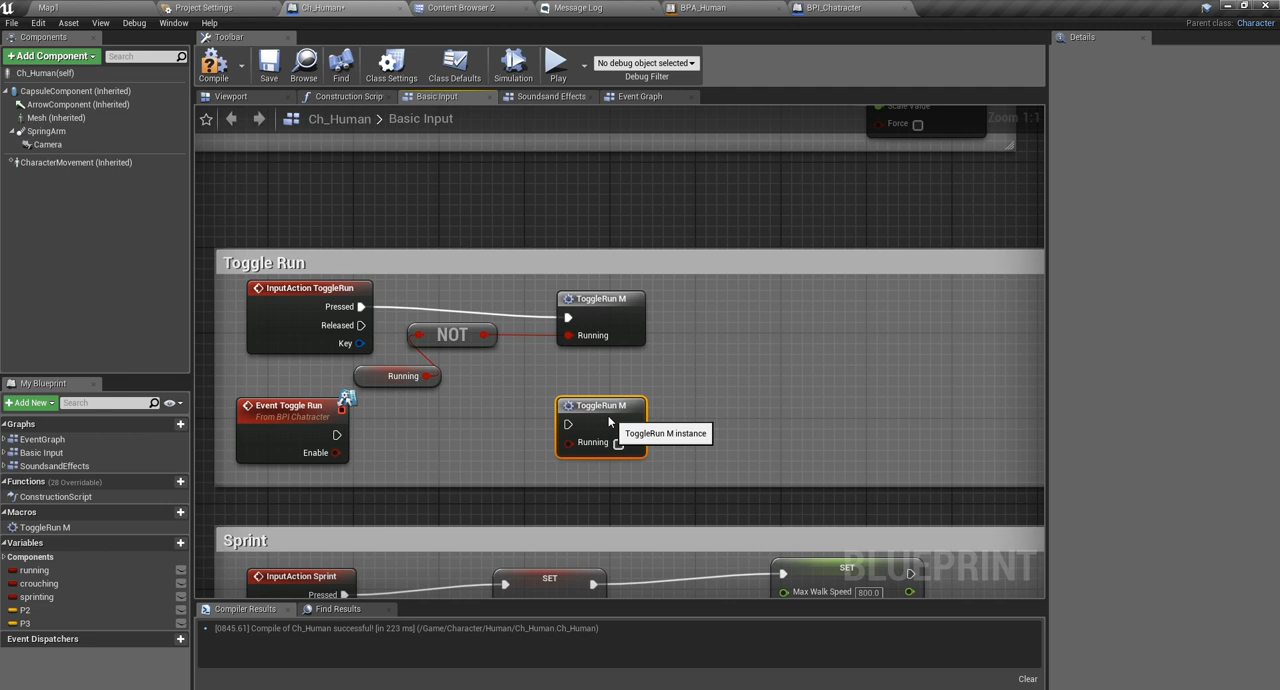 Map1
Project Settings
Ch_Human*
Content Browser 2
Message Log
BPA_Human
BPI_Chatracter
File Edit Asset View Debug Window Help
Parent class: Character
Components
Toolbar
Details
+ Add Component
Search
Ch_Human(self)
CapsuleComponent (Inherited)
ArrowComponent (Inherited)
Mesh (Inherited)
SpringArm
Camera
CharacterMovement (Inherited)
Compile
Save
Browse
Find
Class Settings
Class Defaults
Simulation
Play
No debug object selected
Debug Filter
Viewport
Construction Scrip
Basic Input
Soundsand Effects
Event Graph
Ch_Human > Basic Input
Zoom 1:1
Scale Value
Force
Toggle Run
InputAction ToggleRun
Pressed
Released
Key
NOT
Running
ToggleRun M
Running
Event Toggle Run
From BPI Chatracter
Enable
ToggleRun M
Running
ToggleRun M instance
Sprint
InputAction Sprint
Pressed
SET
SET
Max Walk Speed 800.0
BLUEPRINT
My Blueprint
+ Add New
Search
Graphs
EventGraph
Basic Input
SoundsandEffects
Functions (28 Overridable)
ConstructionScript
Macros
ToggleRun M
Variables
Components
running
crouching
sprinting
P2
P3
Event Dispatchers
Compiler Results
Find Results
[0845.61] Compile of Ch_Human successful! [in 223 ms] (/Game/Character/Human/Ch_Human.Ch_Human)
Clear